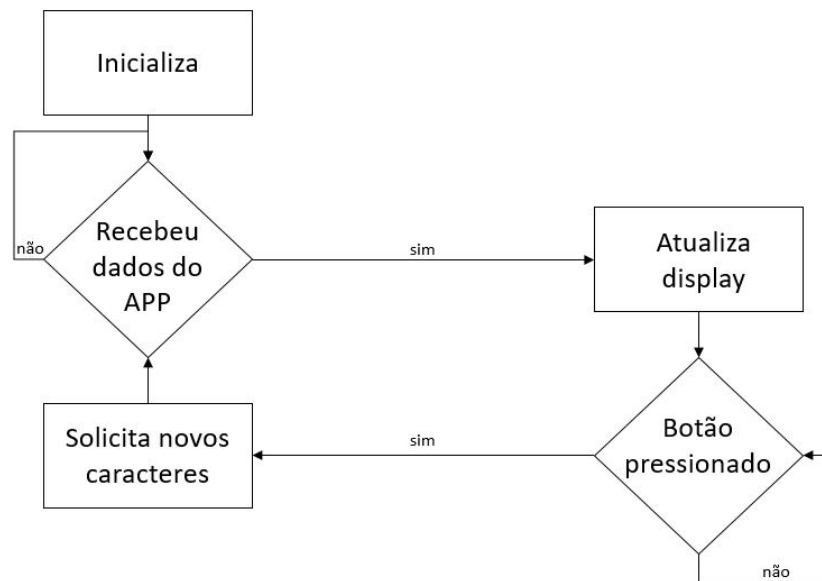 Inicializa
não
Recebeu
dados do
APP
sim
Atualiza
display
Solicita novos
caracteres
sim
Botão
pressionado
não